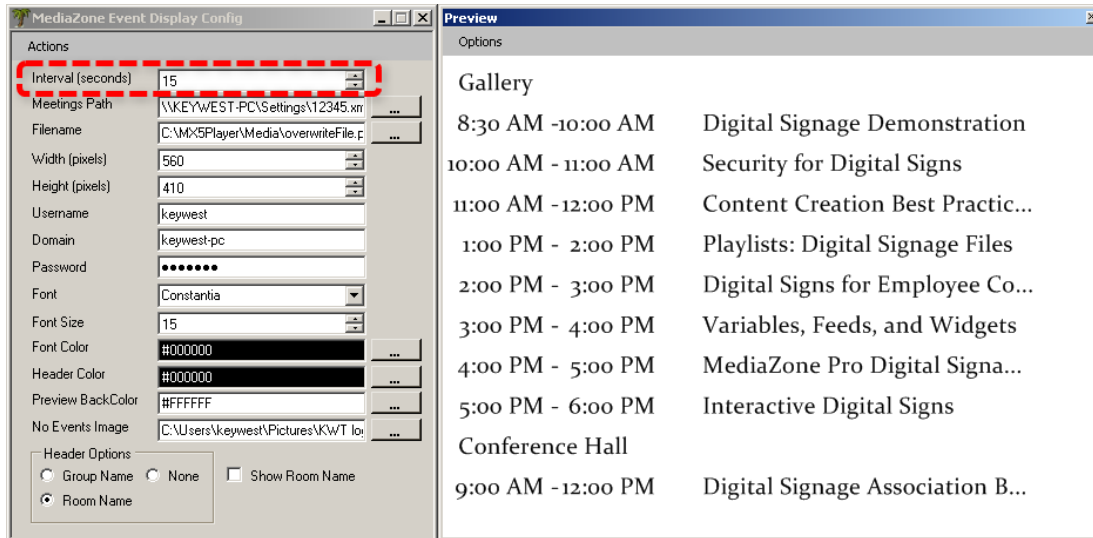 MediaZone Event Display Config
Actions
Interval (seconds) 15
Meetings Path \\KEYWEST-PC\Settings\12345.xm ...
Filename C:\MX5Player\Media\overwriteFile.p ...
Width (pixels) 560
Height (pixels) 410
Username keywest
Domain keywest-pc
Password ●●●●●●●
Font Constantia
Font Size 15
Font Color #000000 ...
Header Color #000000 ...
Preview BackColor #FFFFFF ...
No Events Image C:\Users\keywest\Pictures\KWT log ...
Header Options
Group Name None Show Room Name
Room Name
Preview
Options
Gallery
8:30 AM -10:00 AM Digital Signage Demonstration
10:00 AM - 11:00 AM Security for Digital Signs
11:00 AM -12:00 PM Content Creation Best Practic...
1:00 PM - 2:00 PM Playlists: Digital Signage Files
2:00 PM - 3:00 PM Digital Signs for Employee Co...
3:00 PM - 4:00 PM Variables, Feeds, and Widgets
4:00 PM - 5:00 PM MediaZone Pro Digital Signa...
5:00 PM - 6:00 PM Interactive Digital Signs
Conference Hall
9:00 AM -12:00 PM Digital Signage Association B...